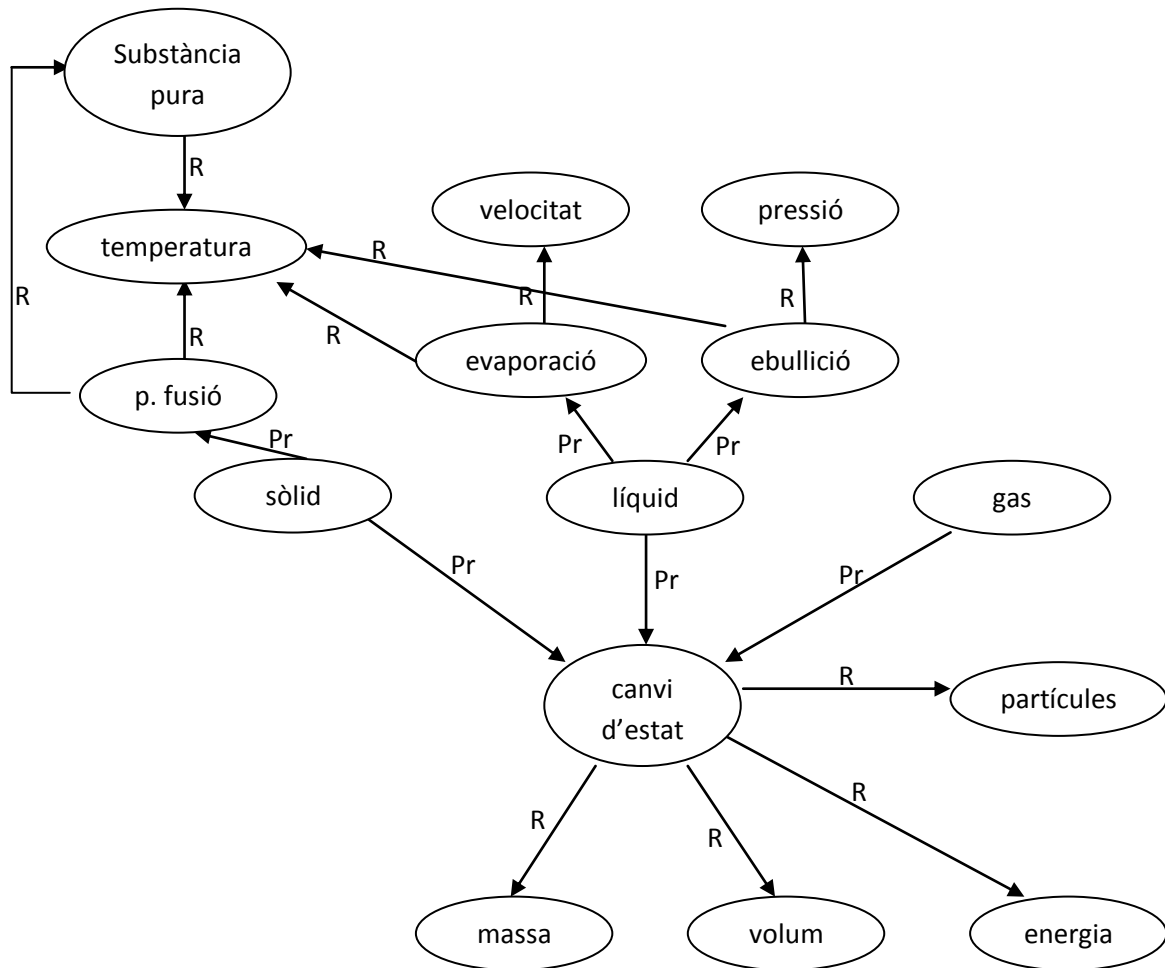 Substància
pura
R
R
temperatura
velocitat
pressió
R
R
R
R
R
p. fusió
evaporació
ebullició
Pr
Pr
Pr
sòlid
líquid
gas
Pr
Pr
Pr
canvi
d’estat
R
partícules
R
R
R
massa
volum
energia